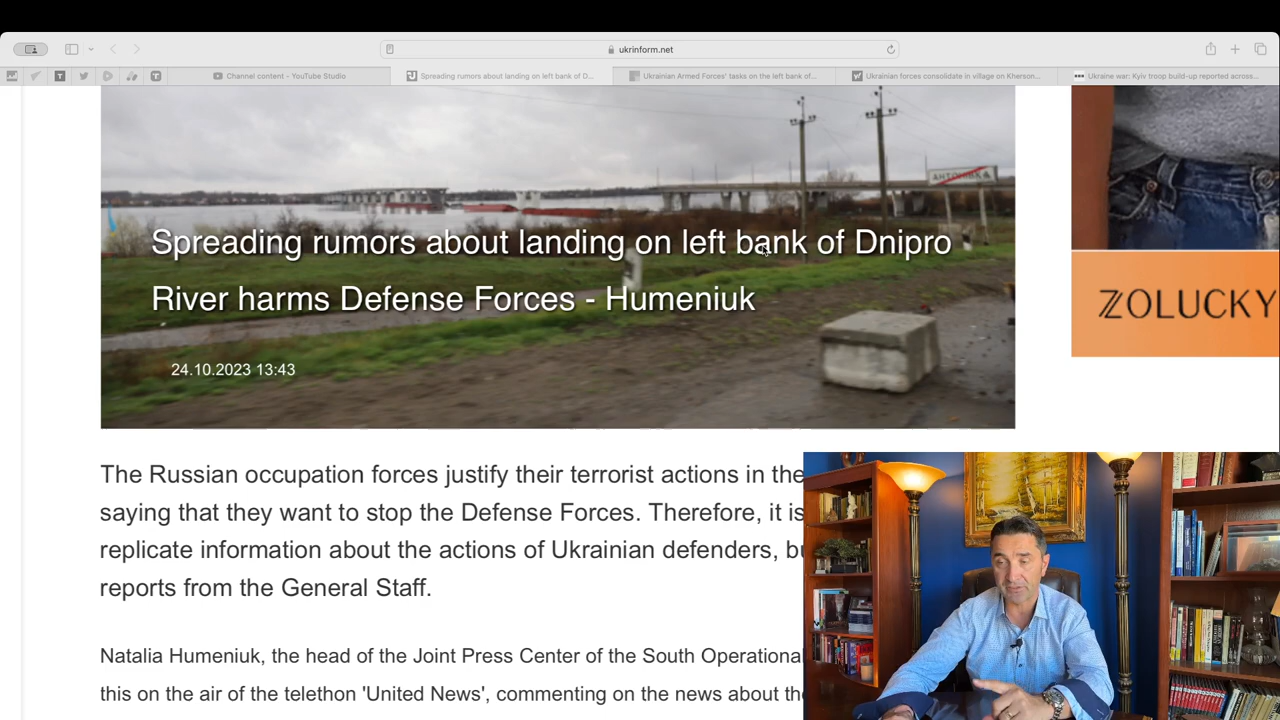 ukrinform.net
Channel content - YouTube Studio
Spreading rumors about landing on left bank of D...
Ukrainian Armed Forces' tasks on the left bank of...
Ukrainian forces consolidate in village on Kherson...
Ukraine war: Kyiv troop build-up reported across...
АНТОНІВКА
Spreading rumors about landing on left bank of Dnipro
River harms Defense Forces - Humeniuk
24.10.2023 13:43
ZOLUCKY
The Russian occupation forces justify their terrorist actions in the
saying that they want to stop the Defense Forces. Therefore, it is
replicate information about the actions of Ukrainian defenders, bu
reports from the General Staff.
Natalia Humeniuk, the head of the Joint Press Center of the South Operational
this on the air of the telethon 'United News', commenting on the news about the